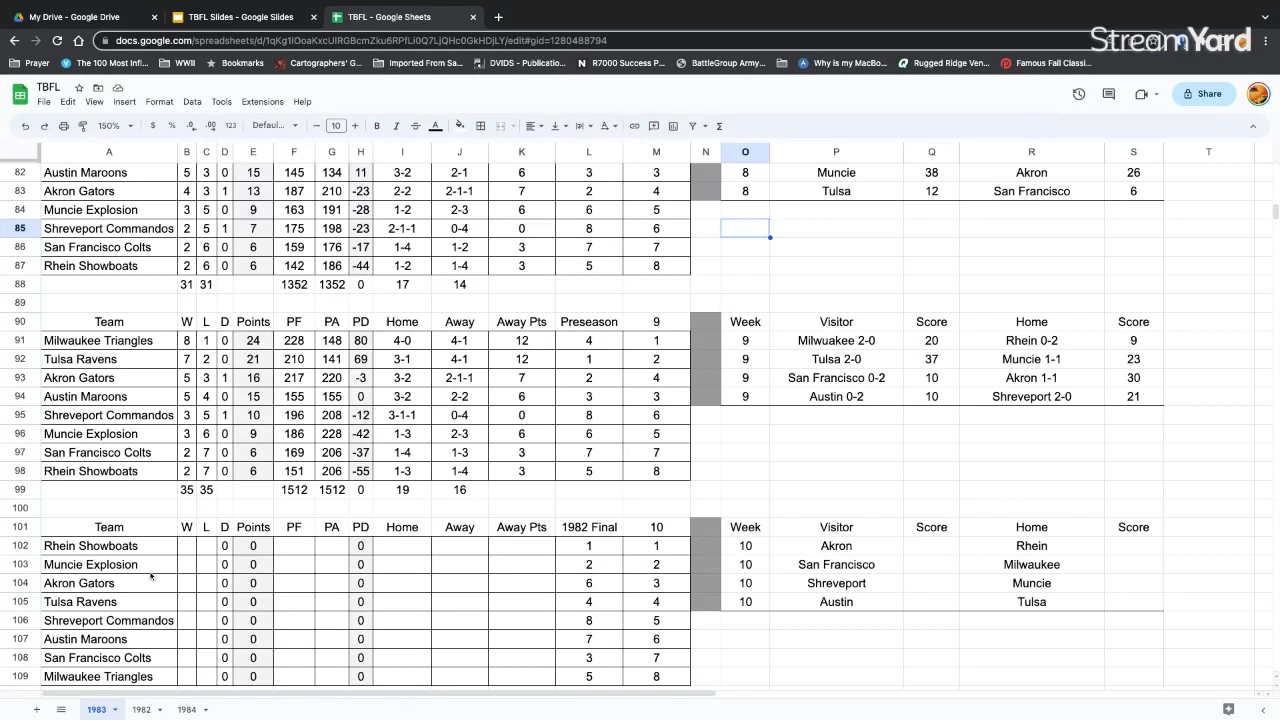 My Drive - Google Drive × TBFL Slides - Google Slides × TBFL - Google Sheets × +
docs.google.com/spreadsheets/d/1qKg1IOoaKxcUIRGBcmZku6RPfLi0Q7LjQHc0GkHDjLY/edit#gid=1280488794
StreamYard
Prayer The 100 Most Infl... WWII Bookmarks Cartographers' G... Imported From Sa... DVIDS - Publicatio... R7000 Success P... BattleGroup Army... Why is my MacBo... Rugged Ridge Ven... Famous Fall Classi...
TBFL
Share
File Edit View Insert Format Data Tools Extensions Help
150% $ % .0 .00 123 Defaul... − 10 + B I A Σ
A B C D E F G H I J K L M N O P Q R S T
82 Austin Maroons 5 3 0 15 145 134 11 3-2 2-1 6 3 3 8 Muncie 38 Akron 26
83 Akron Gators 4 3 1 13 187 210 -23 2-2 2-1-1 7 2 4 8 Tulsa 12 San Francisco 6
84 Muncie Explosion 3 5 0 9 163 191 -28 1-2 2-3 6 6 5
85 Shreveport Commandos 2 5 1 7 175 198 -23 2-1-1 0-4 0 8 6
86 San Francisco Colts 2 6 0 6 159 176 -17 1-4 1-2 3 7 7
87 Rhein Showboats 2 6 0 6 142 186 -44 1-2 1-4 3 5 8
88 31 31 1352 1352 0 17 14
89
90 Team W L D Points PF PA PD Home Away Away Pts Preseason 9 Week Visitor Score Home Score
91 Milwaukee Triangles 8 1 0 24 228 148 80 4-0 4-1 12 4 1 9 Milwuakee 2-0 20 Rhein 0-2 9
92 Tulsa Ravens 7 2 0 21 210 141 69 3-1 4-1 12 1 2 9 Tulsa 2-0 37 Muncie 1-1 23
93 Akron Gators 5 3 1 16 217 220 -3 3-2 2-1-1 7 2 4 9 San Francisco 0-2 10 Akron 1-1 30
94 Austin Maroons 5 4 0 15 155 155 0 3-2 2-2 6 3 3 9 Austin 0-2 10 Shreveport 2-0 21
95 Shreveport Commandos 3 5 1 10 196 208 -12 3-1-1 0-4 0 8 6
96 Muncie Explosion 3 6 0 9 186 228 -42 1-3 2-3 6 6 5
97 San Francisco Colts 2 7 0 6 169 206 -37 1-4 1-3 3 7 7
98 Rhein Showboats 2 7 0 6 151 206 -55 1-3 1-4 3 5 8
99 35 35 1512 1512 0 19 16
100
101 Team W L D Points PF PA PD Home Away Away Pts 1982 Final 10 Week Visitor Score Home Score
102 Rhein Showboats 0 0 0 1 1 10 Akron Rhein
103 Muncie Explosion 0 0 0 2 2 10 San Francisco Milwaukee
104 Akron Gators 0 0 0 6 3 10 Shreveport Muncie
105 Tulsa Ravens 0 0 0 4 4 10 Austin Tulsa
106 Shreveport Commandos 0 0 0 8 5
107 Austin Maroons 0 0 0 7 6
108 San Francisco Colts 0 0 0 3 7
109 Milwaukee Triangles 0 0 0 5 8
+ 1983 1982 1984